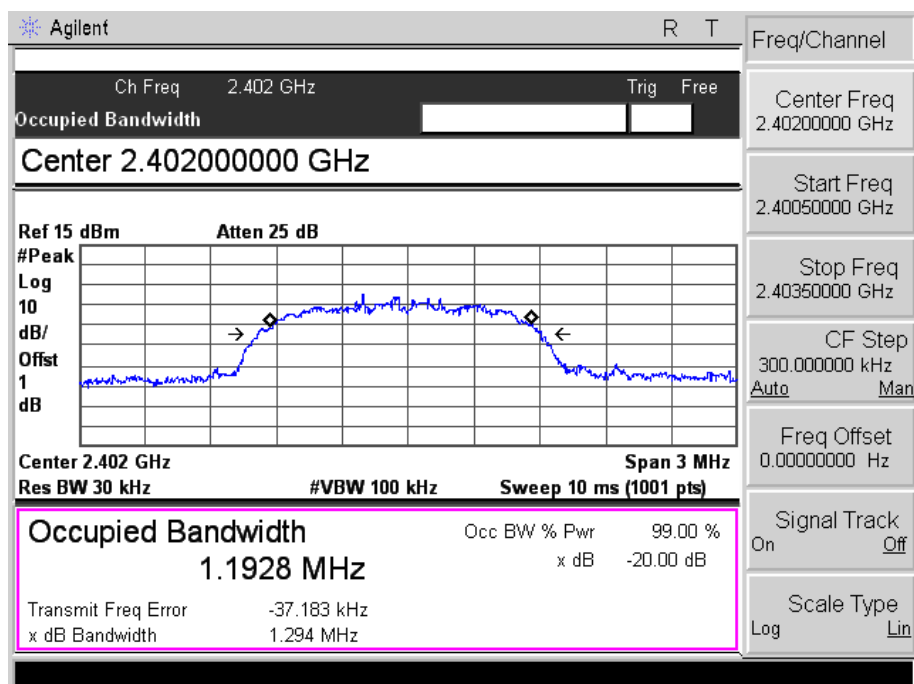 Agilent R T
Ch Freq 2.402 GHz Trig Free
Occupied Bandwidth
Center 2.402000000 GHz
Ref 15 dBm Atten 25 dB
#Peak
Log
10
dB/
Offst
1
dB
Center 2.402 GHz Span 3 MHz
Res BW 30 kHz #VBW 100 kHz Sweep 10 ms (1001 pts)
Occupied Bandwidth
1.1928 MHz
Occ BW % Pwr 99.00 %
x dB -20.00 dB
Transmit Freq Error -37.183 kHz
x dB Bandwidth 1.294 MHz
Freq/Channel
Center Freq
2.40200000 GHz
Start Freq
2.40050000 GHz
Stop Freq
2.40350000 GHz
CF Step
300.000000 kHz
Auto Man
Freq Offset
0.00000000 Hz
Signal Track
On Off
Scale Type
Log Lin